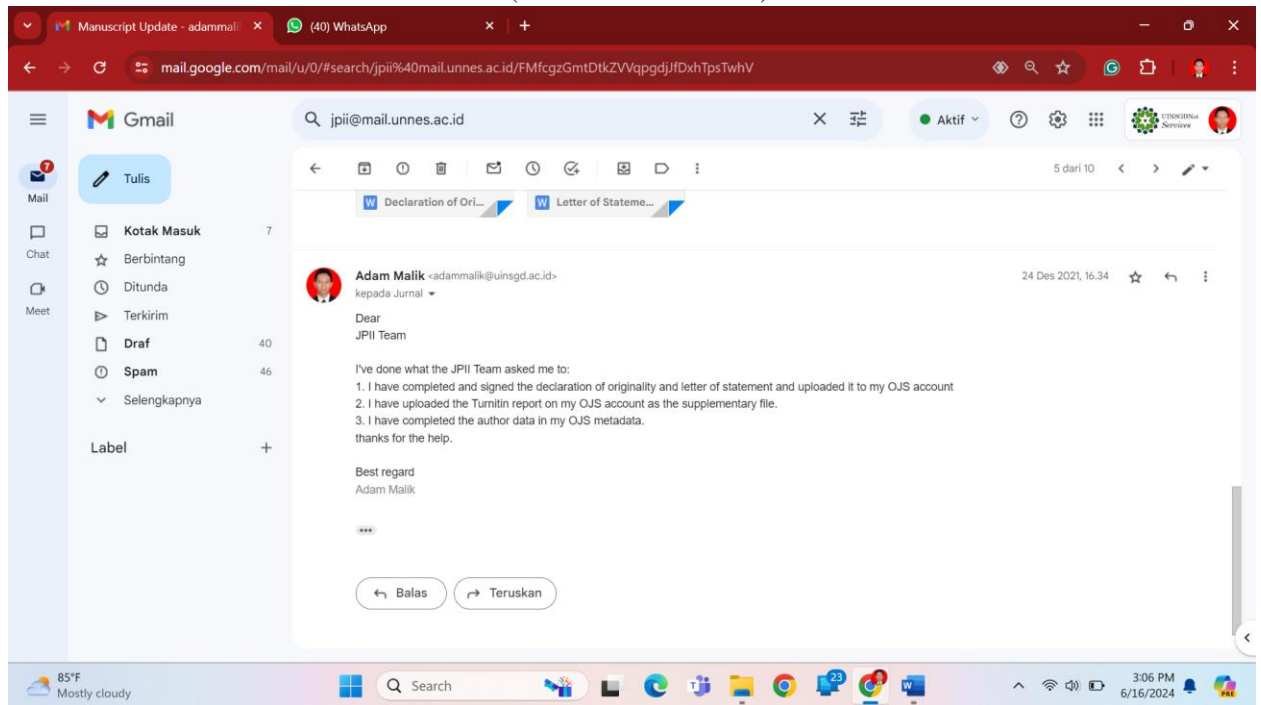 Manuscript Update - adammali
(40) WhatsApp
mail.google.com/mail/u/0/#search/jpii%40mail.unnes.ac.id/FMfcgzGmtDtkZVVqpgdjJfDxhTpsTwhV
Gmail
jpii@mail.unnes.ac.id
Aktif
UINSGDNet
Services
7
Mail
Chat
Meet
Tulis
Kotak Masuk 7
Berbintang
Ditunda
Terkirim
Draf 40
Spam 46
Selengkapnya
Label
5 dari 10
W Declaration of Ori...
W Letter of Stateme...
Adam Malik <adammalik@uinsgd.ac.id>
24 Des 2021, 16.34
kepada Jurnal
Dear
JPII Team
I've done what the JPII Team asked me to:
1. I have completed and signed the declaration of originality and letter of statement and uploaded it to my OJS account
2. I have uploaded the Turnitin report on my OJS account as the supplementary file.
3. I have completed the author data in my OJS metadata.
thanks for the help.
Best regard
Adam Malik
Balas
Teruskan
85°F
Mostly cloudy
Search
23
3:06 PM
6/16/2024
PRE